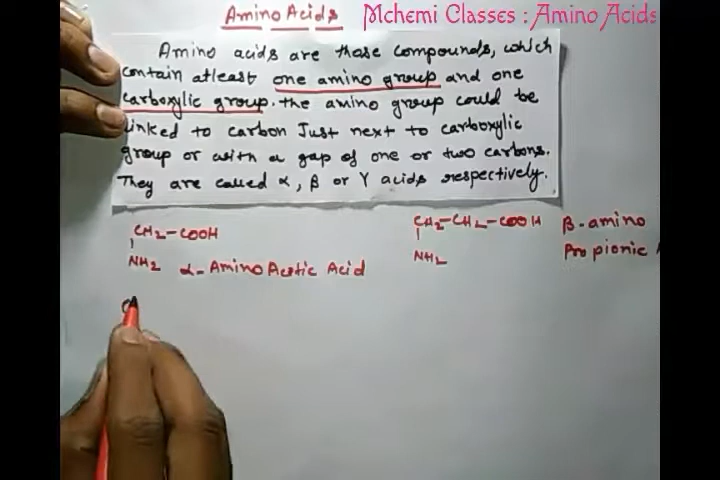 Amino Acids
Mchemi Classes : Amino Acids
Amino acids are those compounds, which
contain atleast one amino group and one
carboxylic group. The amino group could be
linked to carbon Just next to carboxylic
group or with a gap of one or two carbons.
They are called α, β or γ acids respectively.
CH2-COOH
NH2 α- Amino Acetic Acid
CH2-CH2-COOH β-amino
NH2 Propionic